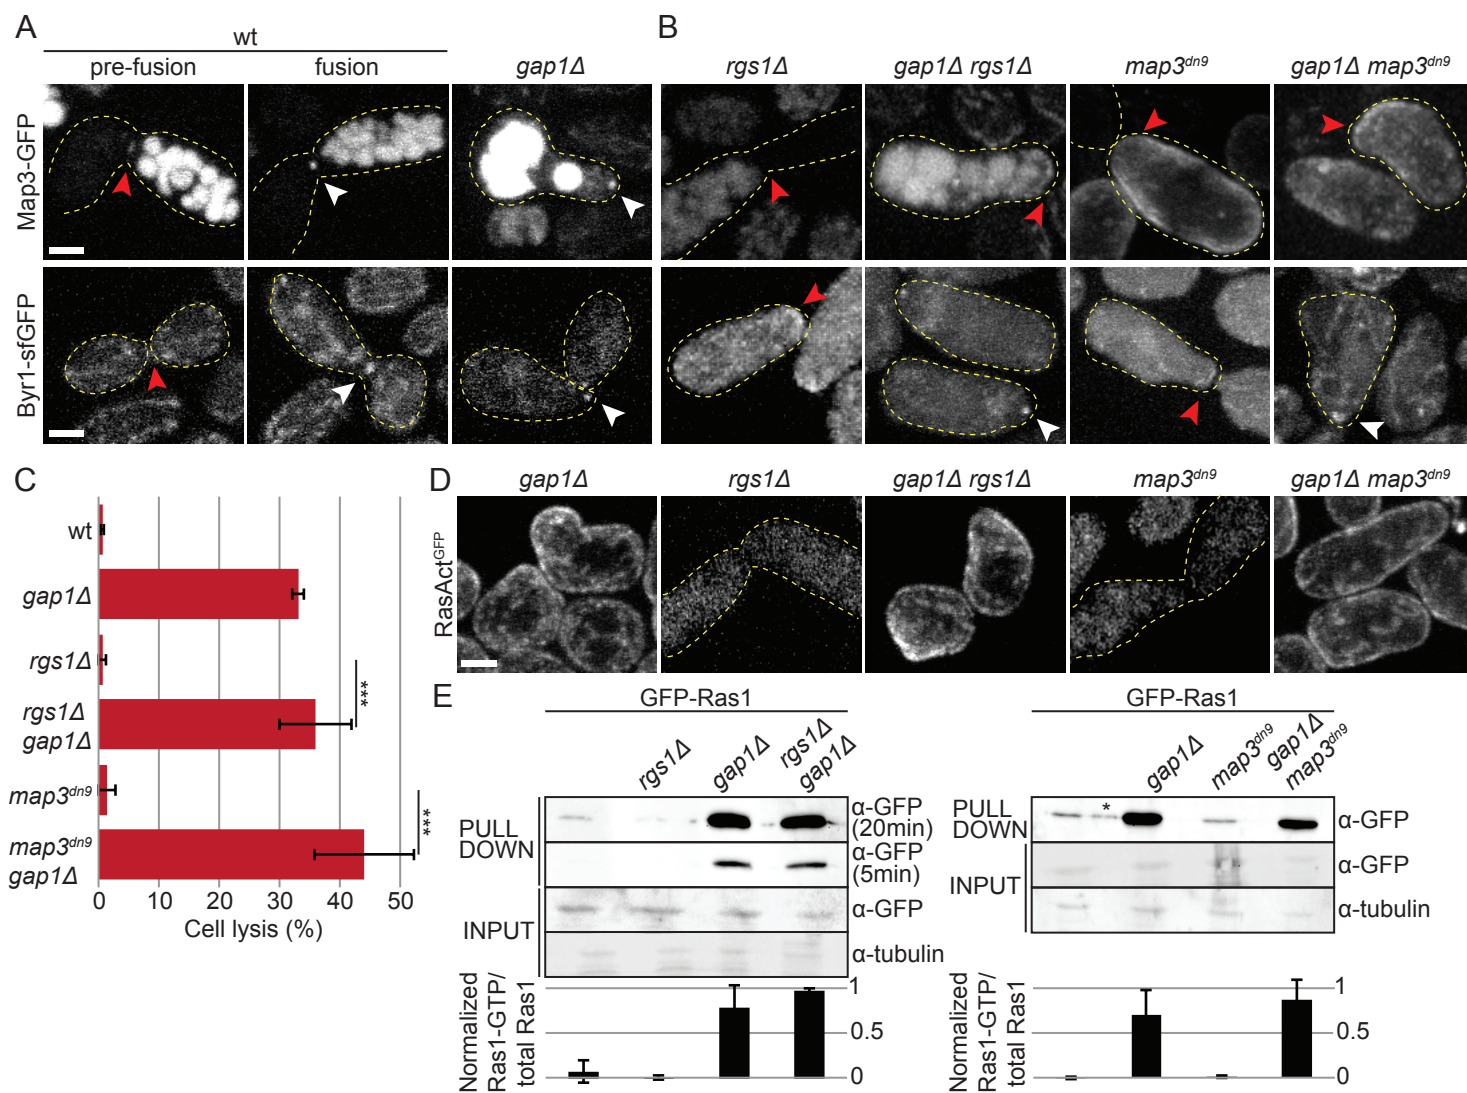 A
wt
pre-fusion
fusion
gap1Δ
Map3-GFP
Byr1-sfGFP
B
rgs1Δ
gap1Δ rgs1Δ
map3dn9
gap1Δ map3dn9
C
wt
gap1Δ
rgs1Δ
rgs1Δ
gap1Δ
map3dn9
map3dn9
gap1Δ
***
***
0 10 20 30 40 50
Cell lysis (%)
D
gap1Δ
rgs1Δ
gap1Δ rgs1Δ
map3dn9
gap1Δ map3dn9
RasActGFP
E
GFP-Ras1
rgs1Δ
gap1Δ
rgs1Δ
gap1Δ
PULL
DOWN
α-GFP
(20min)
α-GFP
(5min)
INPUT
α-GFP
α-tubulin
Normalized
Ras1-GTP/
total Ras1
1
0.5
0
GFP-Ras1
gap1Δ
map3dn9
gap1Δ
map3dn9
PULL
DOWN
*
α-GFP
INPUT
α-GFP
α-tubulin
Normalized
Ras1-GTP/
total Ras1
1
0.5
0